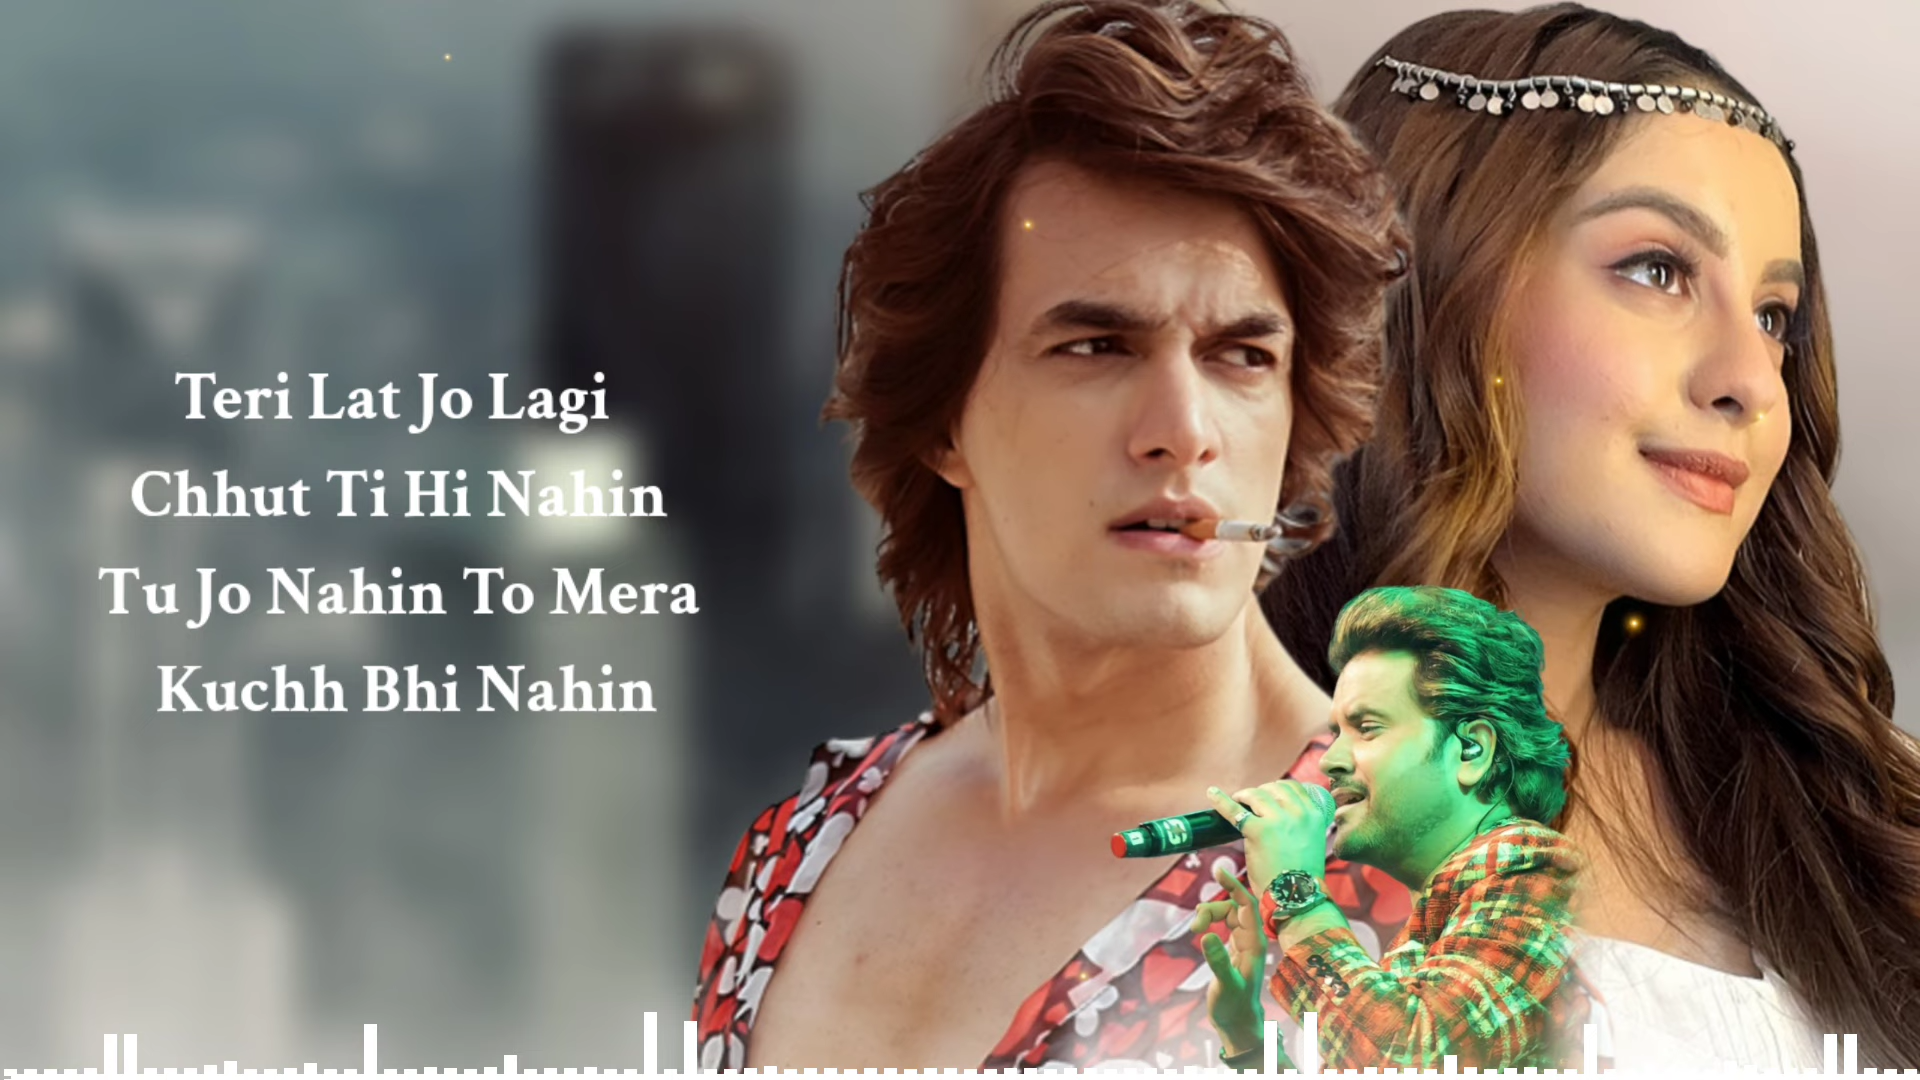 Teri Lat Jo Lagi
Chhut Ti Hi Nahin
Tu Jo Nahin To Mera
Kuchh Bhi Nahin